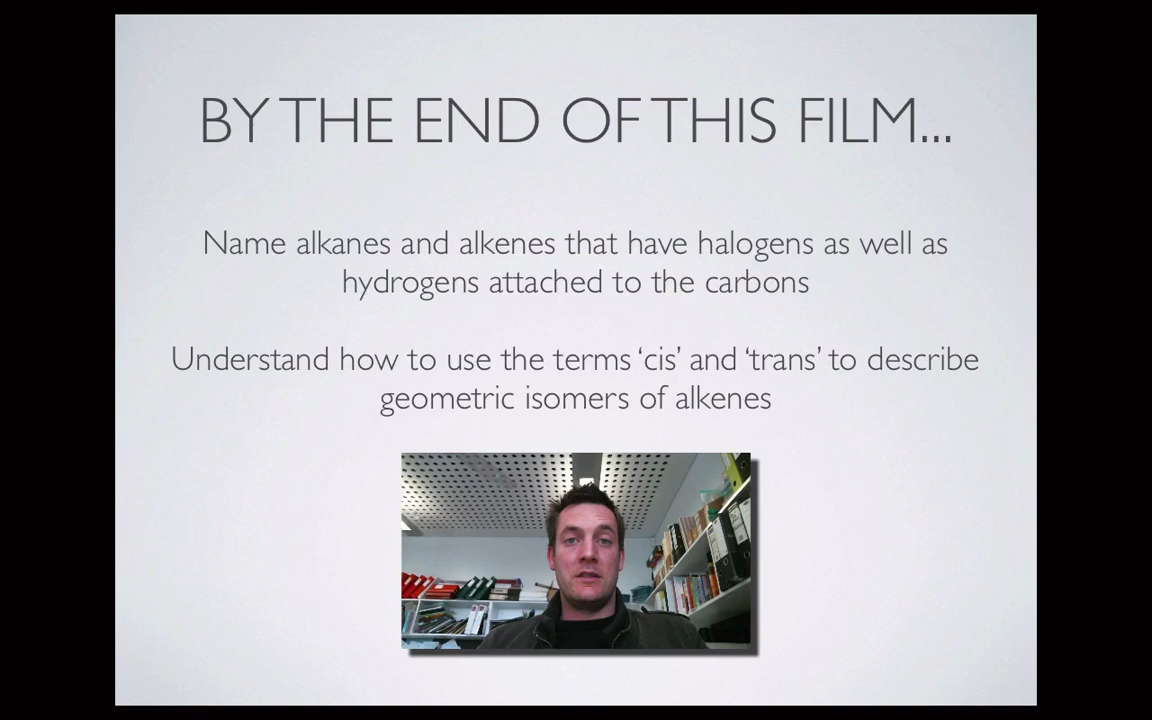 BY THE END OF THIS FILM...
Name alkanes and alkenes that have halogens as well as
hydrogens attached to the carbons
Understand how to use the terms ‘cis’ and ‘trans’ to describe
geometric isomers of alkenes